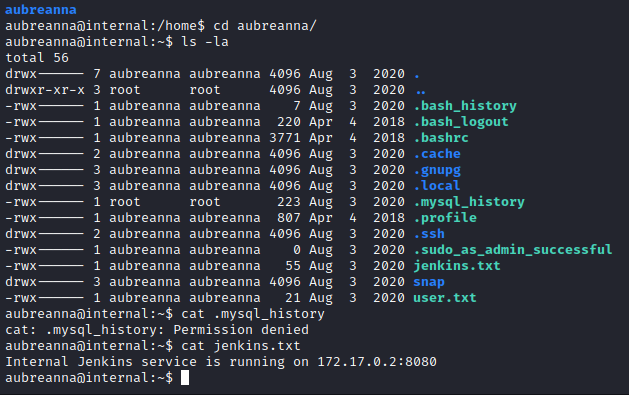 aubreanna
aubreanna@internal:/home$ cd aubreanna/
aubreanna@internal:~$ ls -la
total 56
drwx------ 7 aubreanna aubreanna 4096 Aug  3  2020 .
drwxr-xr-x 3 root      root      4096 Aug  3  2020 ..
-rwx------ 1 aubreanna aubreanna    7 Aug  3  2020 .bash_history
-rwx------ 1 aubreanna aubreanna  220 Apr  4  2018 .bash_logout
-rwx------ 1 aubreanna aubreanna 3771 Apr  4  2018 .bashrc
drwx------ 2 aubreanna aubreanna 4096 Aug  3  2020 .cache
drwx------ 3 aubreanna aubreanna 4096 Aug  3  2020 .gnupg
drwx------ 3 aubreanna aubreanna 4096 Aug  3  2020 .local
-rwx------ 1 root      root       223 Aug  3  2020 .mysql_history
-rwx------ 1 aubreanna aubreanna  807 Apr  4  2018 .profile
drwx------ 2 aubreanna aubreanna 4096 Aug  3  2020 .ssh
-rwx------ 1 aubreanna aubreanna    0 Aug  3  2020 .sudo_as_admin_successful
-rwx------ 1 aubreanna aubreanna   55 Aug  3  2020 jenkins.txt
drwx------ 3 aubreanna aubreanna 4096 Aug  3  2020 snap
-rwx------ 1 aubreanna aubreanna   21 Aug  3  2020 user.txt
aubreanna@internal:~$ cat .mysql_history
cat: .mysql_history: Permission denied
aubreanna@internal:~$ cat jenkins.txt
Internal Jenkins service is running on 172.17.0.2:8080
aubreanna@internal:~$